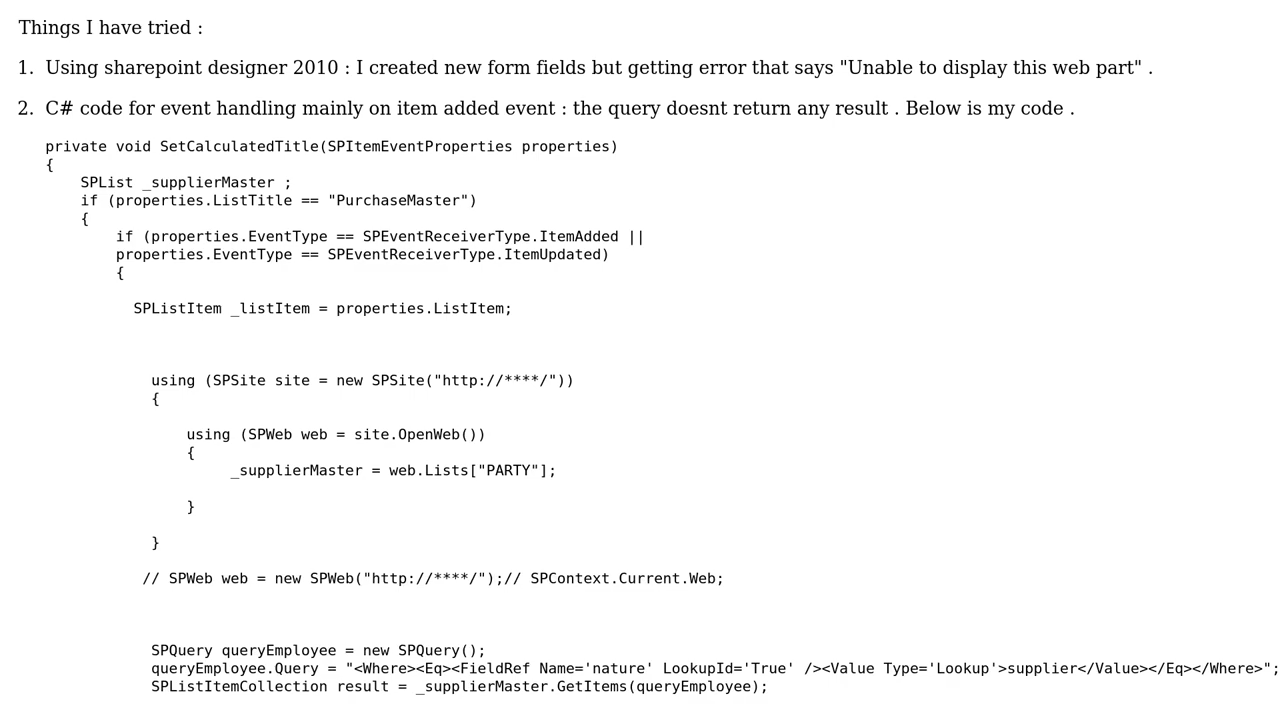 Things I have tried :
1. Using sharepoint designer 2010 : I created new form fields but getting error that says "Unable to display this web part" .
2. C# code for event handling mainly on item added event : the query doesnt return any result . Below is my code .
private void SetCalculatedTitle(SPItemEventProperties properties)
{
SPList _supplierMaster ;
if (properties.ListTitle == "PurchaseMaster")
{
if (properties.EventType == SPEventReceiverType.ItemAdded ||
properties.EventType == SPEventReceiverType.ItemUpdated)
{
SPListItem _listItem = properties.ListItem;
using (SPSite site = new SPSite("http://****/"))
{
using (SPWeb web = site.OpenWeb())
{
_supplierMaster = web.Lists["PARTY"];
}
}
// SPWeb web = new SPWeb("http://****/");// SPContext.Current.Web;
SPQuery queryEmployee = new SPQuery();
queryEmployee.Query = "<Where><Eq><FieldRef Name='nature' LookupId='True' /><Value Type='Lookup'>supplier</Value></Eq></Where>";
SPListItemCollection result = _supplierMaster.GetItems(queryEmployee);